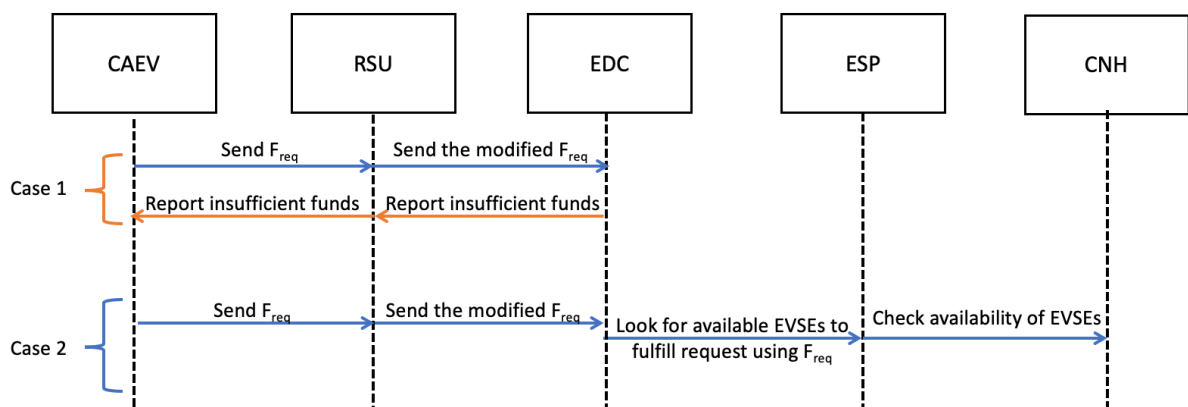 CAEV
RSU
EDC
ESP
CNH
Case 1
Send Freq
Send the modified Freq
Report insufficient funds
Report insufficient funds
Case 2
Send Freq
Send the modified Freq
Look for available EVSEs to
fulfill request using Freq
Check availability of EVSEs